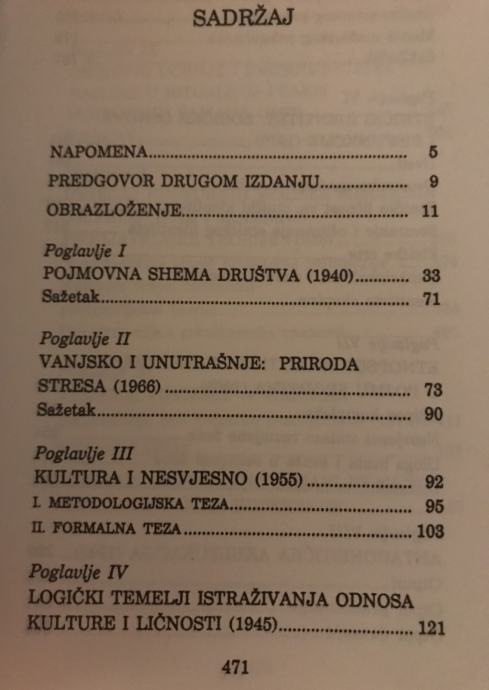 SADRŽAJ
NAPOMENA 5
PREDGOVOR DRUGOM IZDANJU 9
OBRAZLOŽENJE 11
Poglavlje I
POJMOVNA SHEMA DRUŠTVA (1940) 33
Sažetak 71
Poglavlje II
VANJSKO I UNUTRAŠNJE: PRIRODA
STRESA (1966) 73
Sažetak 90
Poglavlje III
KULTURA I NESVJESNO (1955) 92
I. METODOLOGIJSKA TEZA 95
II. FORMALNA TEZA 103
Poglavlje IV
LOGIČKI TEMELJI ISTRAŽIVANJA ODNOSA
KULTURE I LIČNOSTI (1945) 121
471